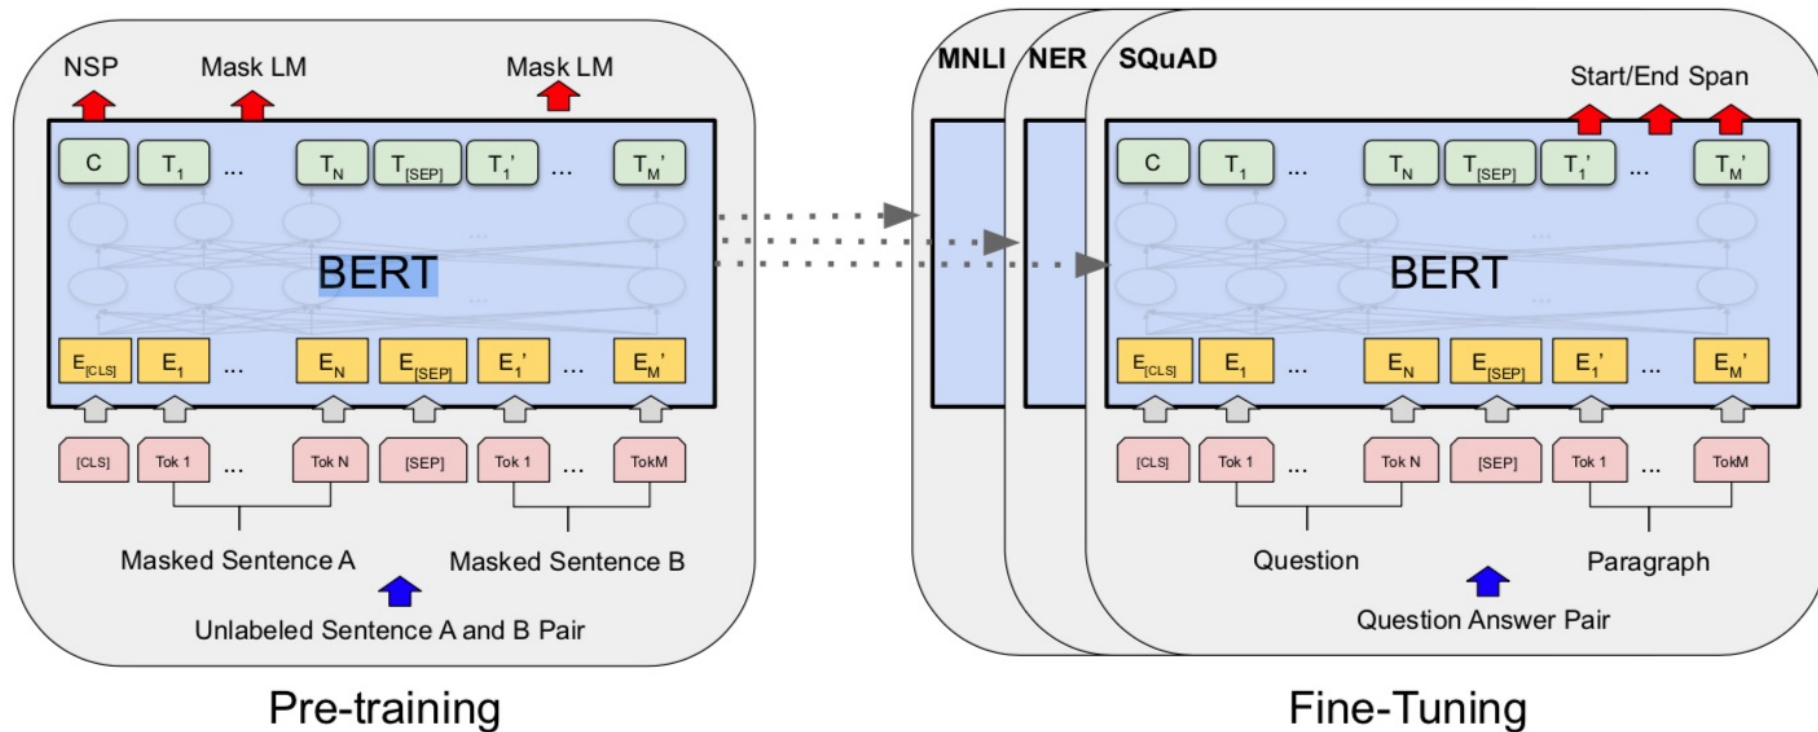 NSP Mask LM Mask LM
C T1 ... TN T[SEP] T1' ... TM'
...
BERT
...
E[CLS] E1 ... EN E[SEP] E1' ... EM'
[CLS] Tok 1 ... Tok N [SEP] Tok 1 ... TokM
Masked Sentence A Masked Sentence B
Unlabeled Sentence A and B Pair
Pre-training
MNLI NER SQuAD
Start/End Span
C T1 ... TN T[SEP] T1' ... TM'
...
BERT
...
E[CLS] E1 ... EN E[SEP] E1' ... EM'
[CLS] Tok 1 ... Tok N [SEP] Tok 1 ... TokM
Question Paragraph
Question Answer Pair
Fine-Tuning